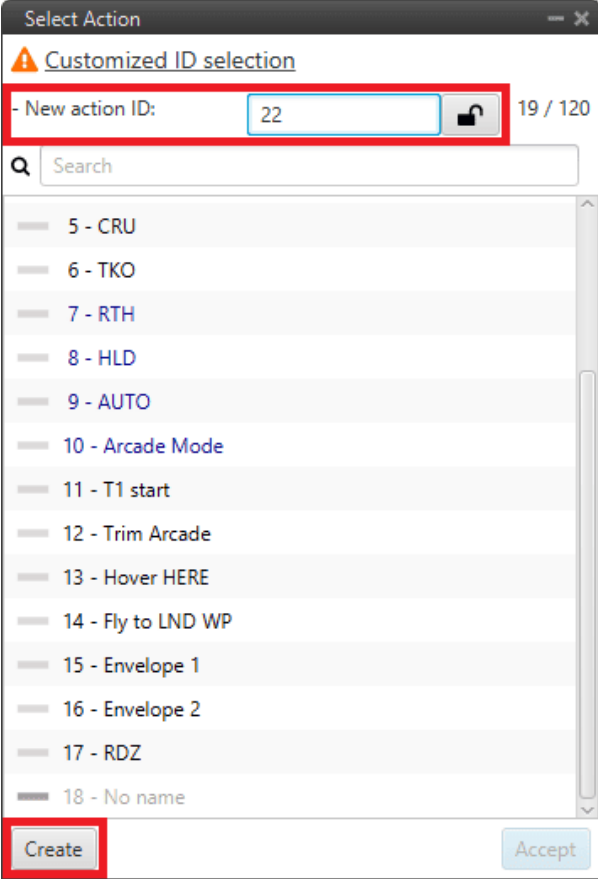 Select Action
Customized ID selection
- New action ID: 22 19 / 120
Search
5 - CRU
6 - TKO
7 - RTH
8 - HLD
9 - AUTO
10 - Arcade Mode
11 - T1 start
12 - Trim Arcade
13 - Hover HERE
14 - Fly to LND WP
15 - Envelope 1
16 - Envelope 2
17 - RDZ
18 - No name
Create Accept